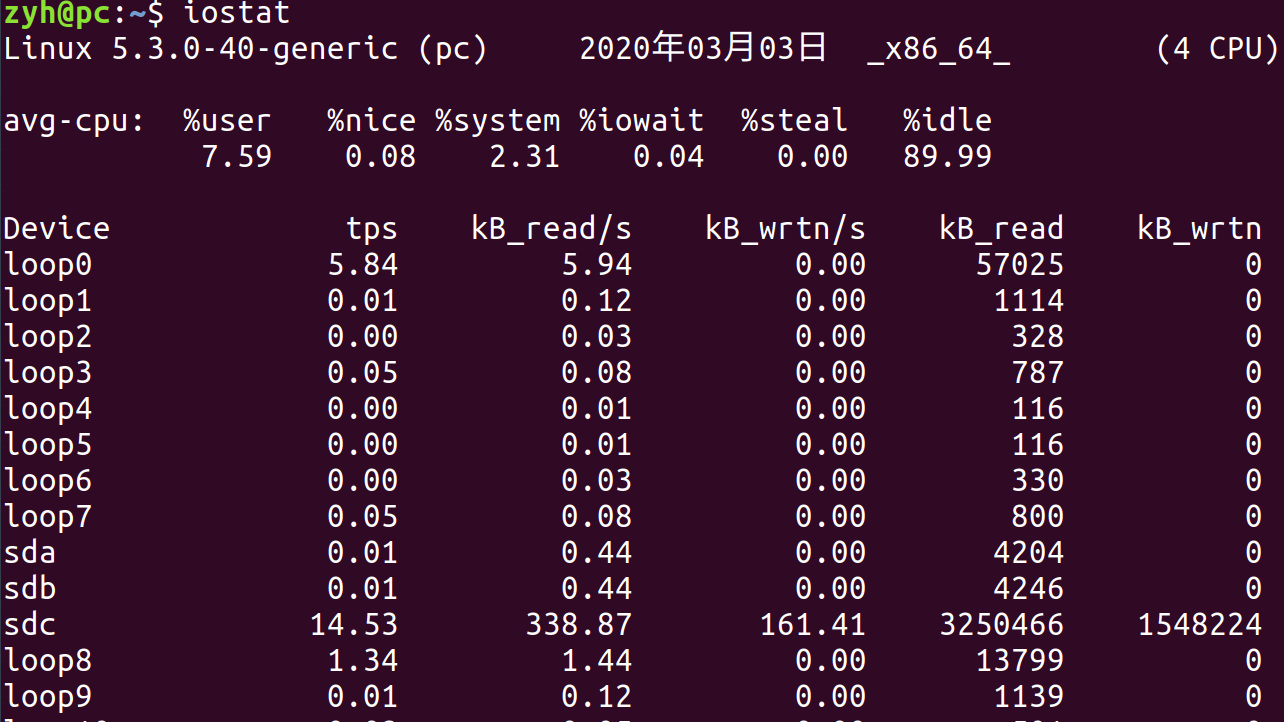 zyh@pc:~$ iostat
Linux 5.3.0-40-generic (pc) 2020年03月03日 _x86_64_ (4 CPU)
avg-cpu: %user %nice %system %iowait %steal %idle
7.59 0.08 2.31 0.04 0.00 89.99
Device tps kB_read/s kB_wrtn/s kB_read kB_wrtn
loop0 5.84 5.94 0.00 57025 0
loop1 0.01 0.12 0.00 1114 0
loop2 0.00 0.03 0.00 328 0
loop3 0.05 0.08 0.00 787 0
loop4 0.00 0.01 0.00 116 0
loop5 0.00 0.01 0.00 116 0
loop6 0.00 0.03 0.00 330 0
loop7 0.05 0.08 0.00 800 0
sda 0.01 0.44 0.00 4204 0
sdb 0.01 0.44 0.00 4246 0
sdc 14.53 338.87 161.41 3250466 1548224
loop8 1.34 1.44 0.00 13799 0
loop9 0.01 0.12 0.00 1139 0